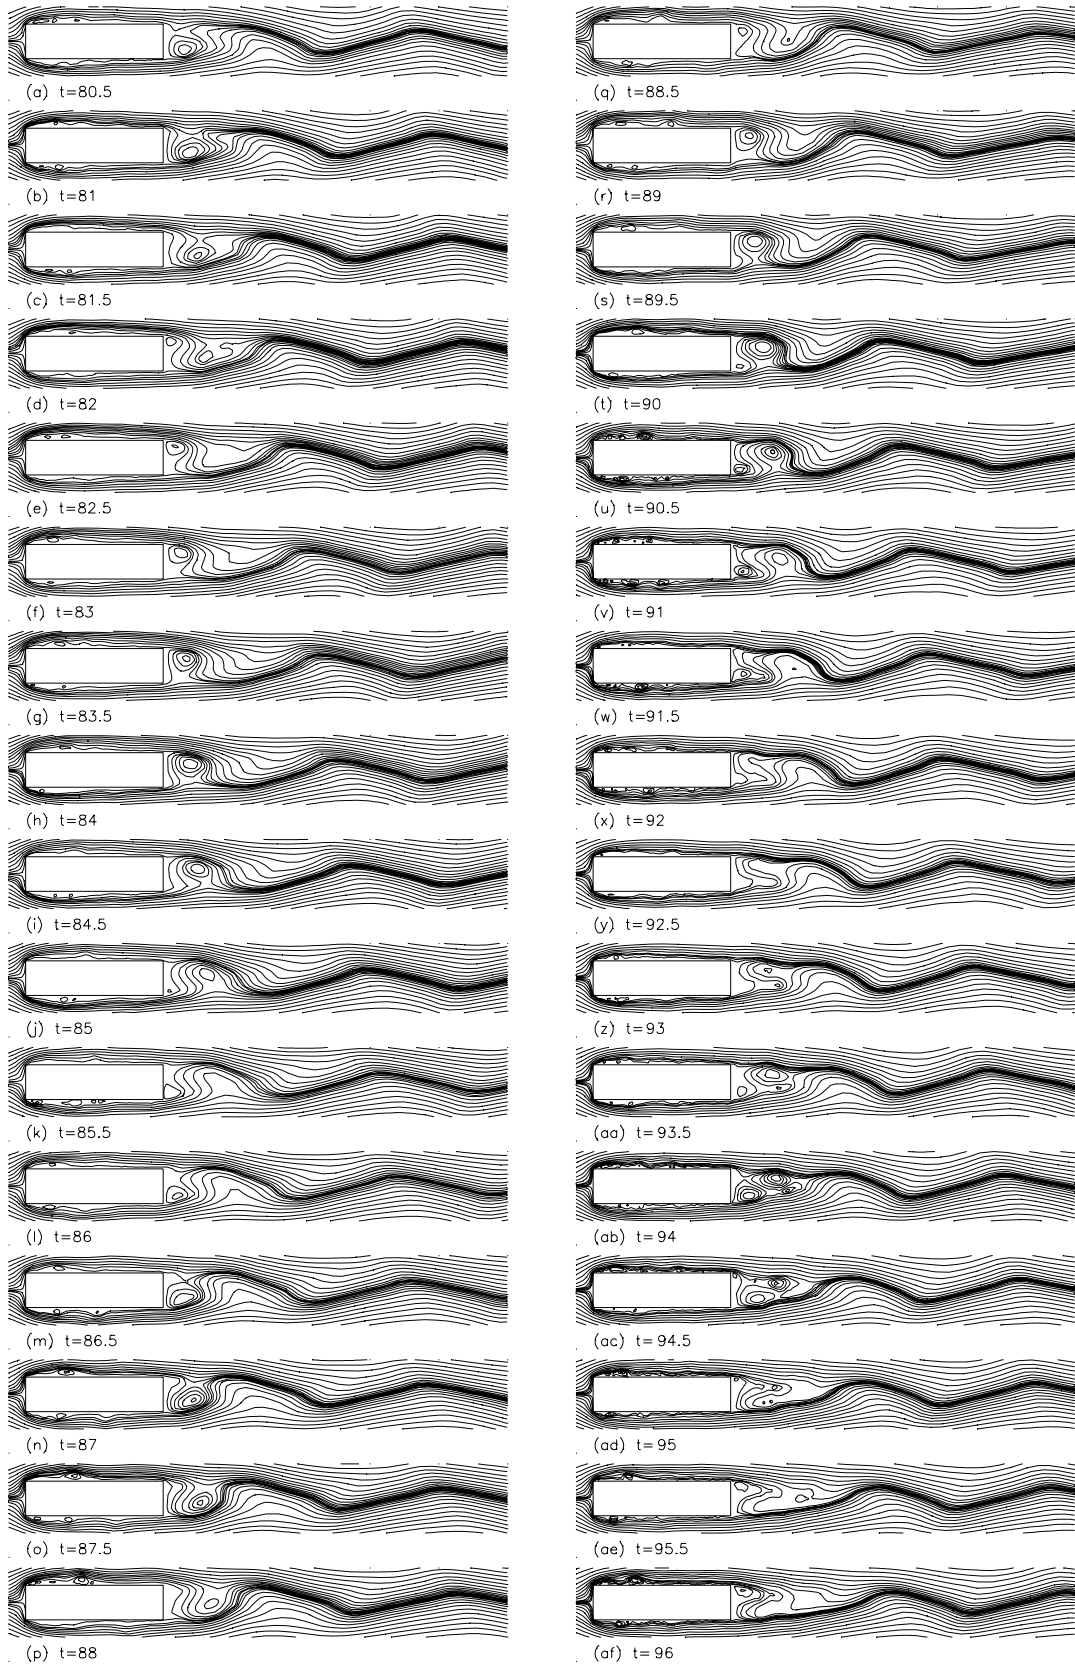 (a) t=80.5
(b) t=81
(c) t=81.5
(d) t=82
(e) t=82.5
(f) t=83
(g) t=83.5
(h) t=84
(i) t=84.5
(j) t=85
(k) t=85.5
(l) t=86
(m) t=86.5
(n) t=87
(o) t=87.5
(p) t=88
(q) t=88.5
(r) t=89
(s) t=89.5
(t) t=90
(u) t=90.5
(v) t=91
(w) t=91.5
(x) t=92
(y) t=92.5
(z) t=93
(aa) t=93.5
(ab) t=94
(ac) t=94.5
(ad) t=95
(ae) t=95.5
(af) t=96